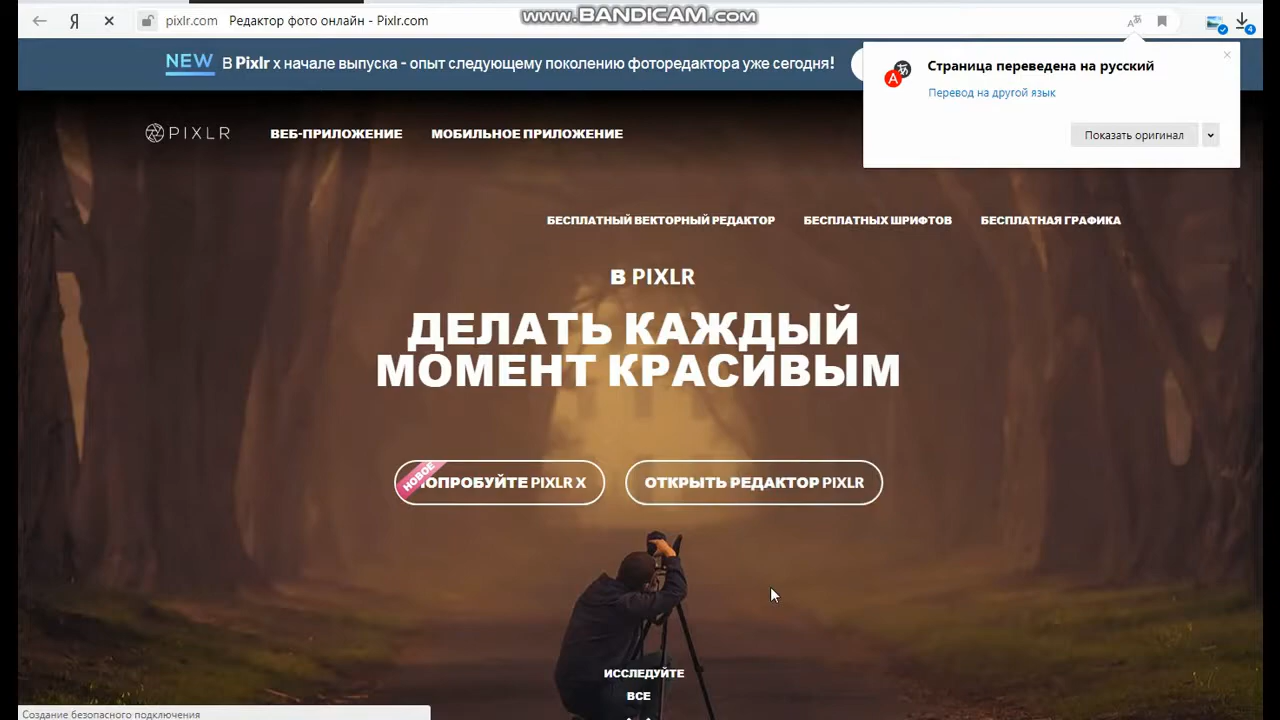 www.BANDICAM.com
Я
pixlr.com Редактор фото онлайн - Pixlr.com
4
NEW В Pixlr x начале выпуска - опыт следующему поколению фоторедактора уже сегодня!
Страница переведена на русский
Перевод на другой язык
Показать оригинал
PIXLR ВЕБ-ПРИЛОЖЕНИЕ МОБИЛЬНОЕ ПРИЛОЖЕНИЕ
БЕСПЛАТНЫЙ ВЕКТОРНЫЙ РЕДАКТОР БЕСПЛАТНЫХ ШРИФТОВ БЕСПЛАТНАЯ ГРАФИКА
В PIXLR
ДЕЛАТЬ КАЖДЫЙ
МОМЕНТ КРАСИВЫМ
НОВОЕ
ОПРОБУЙТЕ PIXLR X ОТКРЫТЬ РЕДАКТОР PIXLR
ИССЛЕДУЙТЕ
ВСЕ
Создание безопасного подключения